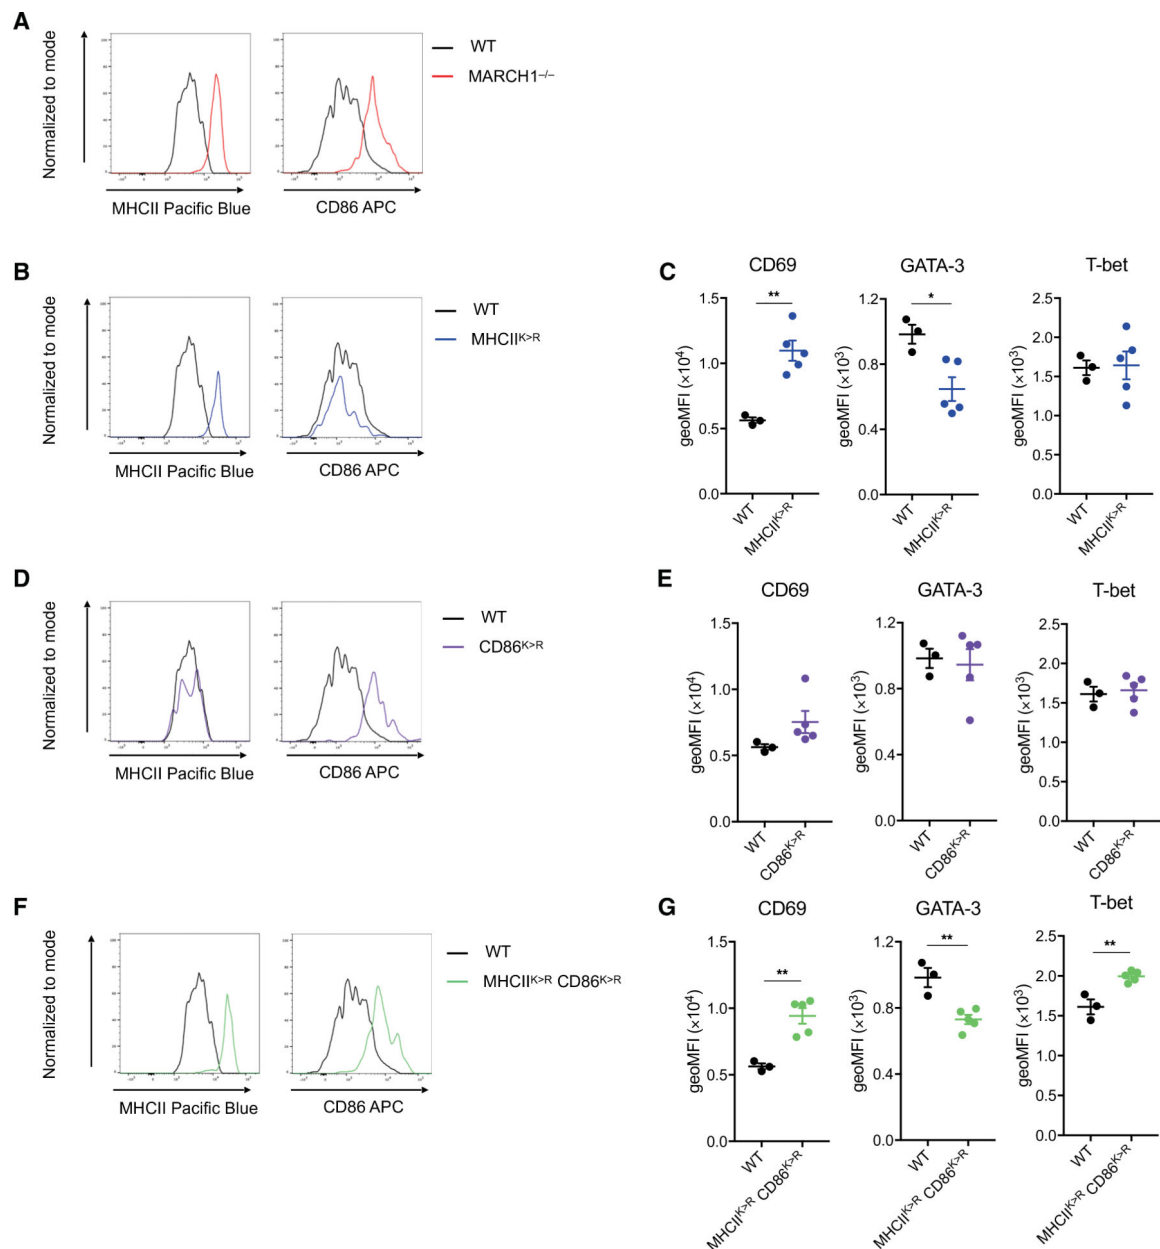 A
Normalized to mode
MHCII Pacific Blue
CD86 APC
WT
MARCH1–/–
B
Normalized to mode
MHCII Pacific Blue
CD86 APC
WT
MHCIIK>R
C
CD69
GATA-3
T-bet
geoMFI (×10⁴)
1.5
1.0
0.5
0.0
**
WT
MHCIIK>R
geoMFI (×10³)
1.2
0.8
0.4
0.0
*
WT
MHCIIK>R
geoMFI (×10³)
2.5
2.0
1.5
1.0
0.5
0.0
WT
MHCIIK>R
D
Normalized to mode
MHCII Pacific Blue
CD86 APC
WT
CD86K>R
E
CD69
GATA-3
T-bet
geoMFI (×10⁴)
1.5
1.0
0.5
0.0
WT
CD86K>R
geoMFI (×10³)
1.2
0.8
0.4
0.0
WT
CD86K>R
geoMFI (×10³)
2.5
2.0
1.5
1.0
0.5
0.0
WT
CD86K>R
F
Normalized to mode
MHCII Pacific Blue
CD86 APC
WT
MHCIIK>R CD86K>R
G
CD69
GATA-3
T-bet
geoMFI (×10⁴)
1.5
1.0
0.5
0.0
**
WT
MHCIIK>R CD86K>R
geoMFI (×10³)
1.2
0.8
0.4
0.0
**
WT
MHCIIK>R CD86K>R
geoMFI (×10³)
2.5
2.0
1.5
1.0
0.5
0.0
**
WT
MHCIIK>R CD86K>R